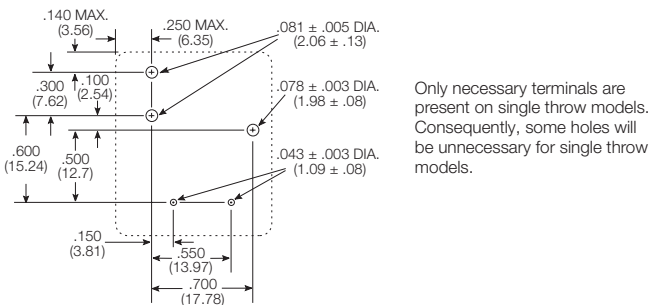 .140 MAX.
(3.56)
.250 MAX.
(6.35)
.081 ± .005 DIA.
(2.06 ± .13)
.300
(7.62)
.100
(2.54)
.078 ± .003 DIA.
(1.98 ± .08)
.600
(15.24)
.500
(12.7)
.043 ± .003 DIA.
(1.09 ± .08)
.150
(3.81)
.550
(13.97)
.700
(17.78)
Only necessary terminals are
present on single throw models.
Consequently, some holes will
be unnecessary for single throw
models.